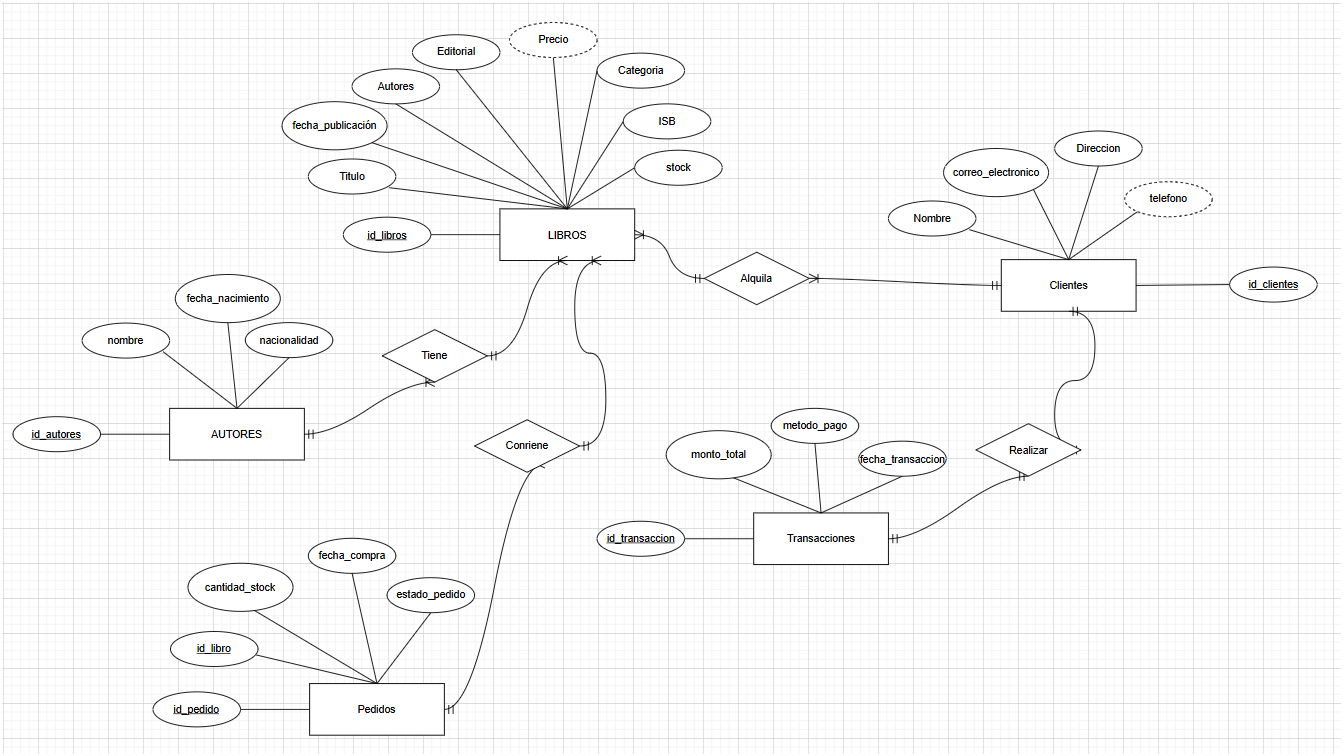 Precio
Editorial
Categoria
Autores
ISB
fecha_publicación
stock
Titulo
id_libros
LIBROS
Direccion
correo_electronico
telefono
Nombre
Alquila
Clientes
id_clientes
fecha_nacimiento
nombre
nacionalidad
Tiene
id_autores
AUTORES
Conriene
metodo_pago
monto_total
fecha_transaccion
Realizar
id_transaccion
Transacciones
fecha_compra
cantidad_stock
estado_pedido
id_libro
id_pedido
Pedidos